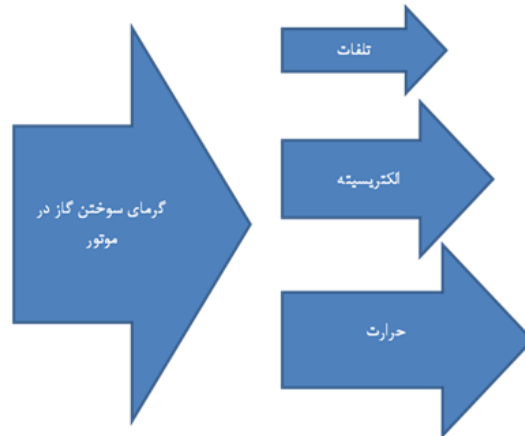 تلفات
الکتریسیته
گرمای سوختن گاز در
موتور
حرارت